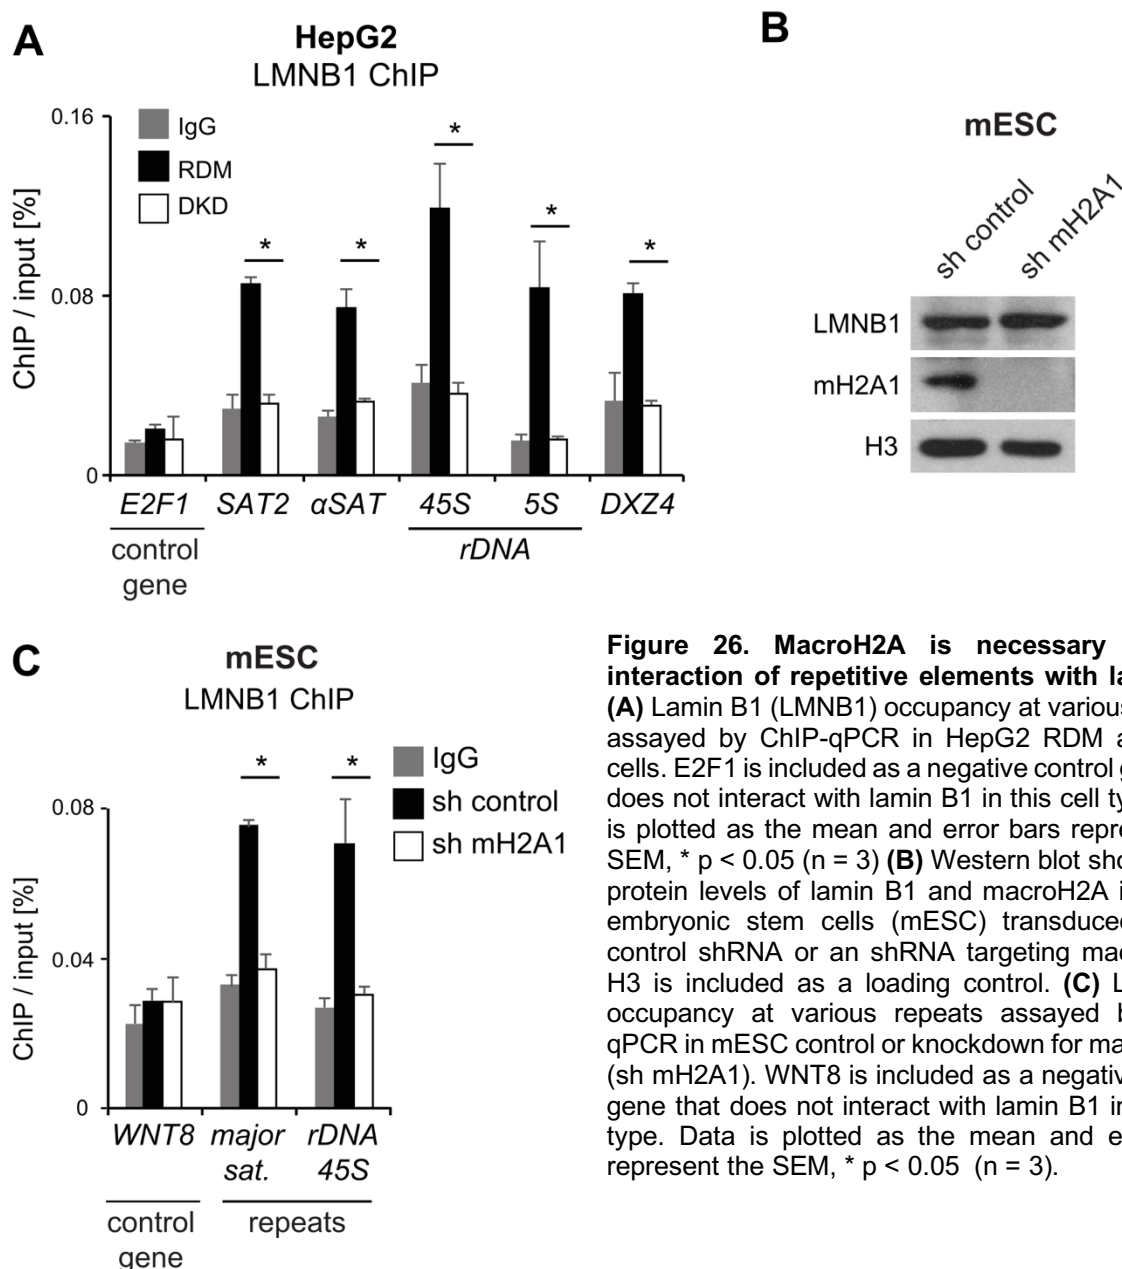 A
HepG2
LMNB1 ChIP
IgG
RDM
DKD
ChIP / input [%]
0.16
0.08
0
*
*
*
*
*
E2F1
SAT2
αSAT
45S
5S
DXZ4
control
gene
rDNA
B
mESC
sh control
sh mH2A1
LMNB1
mH2A1
H3
C
mESC
LMNB1 ChIP
IgG
sh control
sh mH2A1
ChIP / input [%]
0.08
0.04
0
*
*
WNT8
major
sat.
rDNA
45S
control
gene
repeats
Figure 26. MacroH2A is necessary
interaction of repetitive elements with
(A) Lamin B1 (LMNB1) occupancy at various
assayed by ChIP-qPCR in HepG2 RDM
cells. E2F1 is included as a negative control
does not interact with lamin B1 in this cell
is plotted as the mean and error bars
SEM, * p < 0.05 (n = 3) (B) Western blot
protein levels of lamin B1 and macroH2A
embryonic stem cells (mESC) transduced
control shRNA or an shRNA targeting
H3 is included as a loading control. (C)
occupancy at various repeats assayed
qPCR in mESC control or knockdown for
(sh mH2A1). WNT8 is included as a negative
gene that does not interact with lamin B1
type. Data is plotted as the mean and
represent the SEM, * p < 0.05 (n = 3).